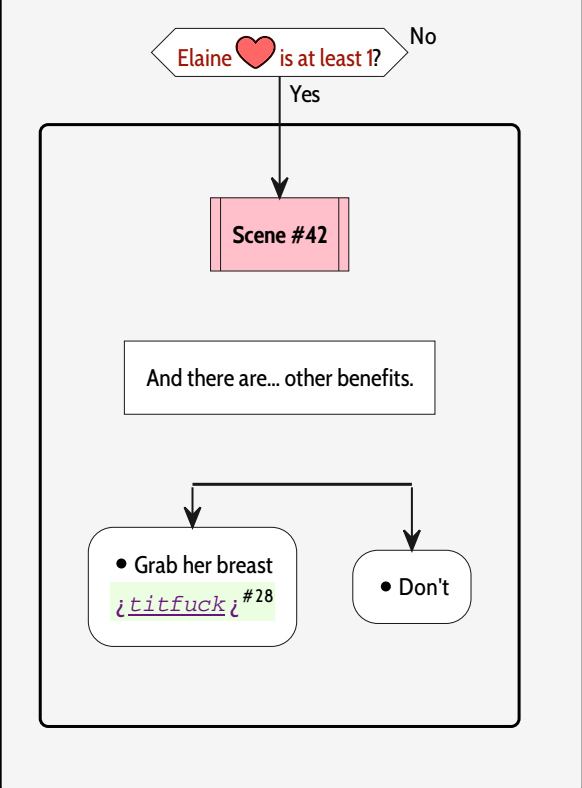 No
Elaine is at least 1?
Yes
Scene #42
And there are... other benefits.
• Grab her breast
¿titfuck¿#28
• Don't